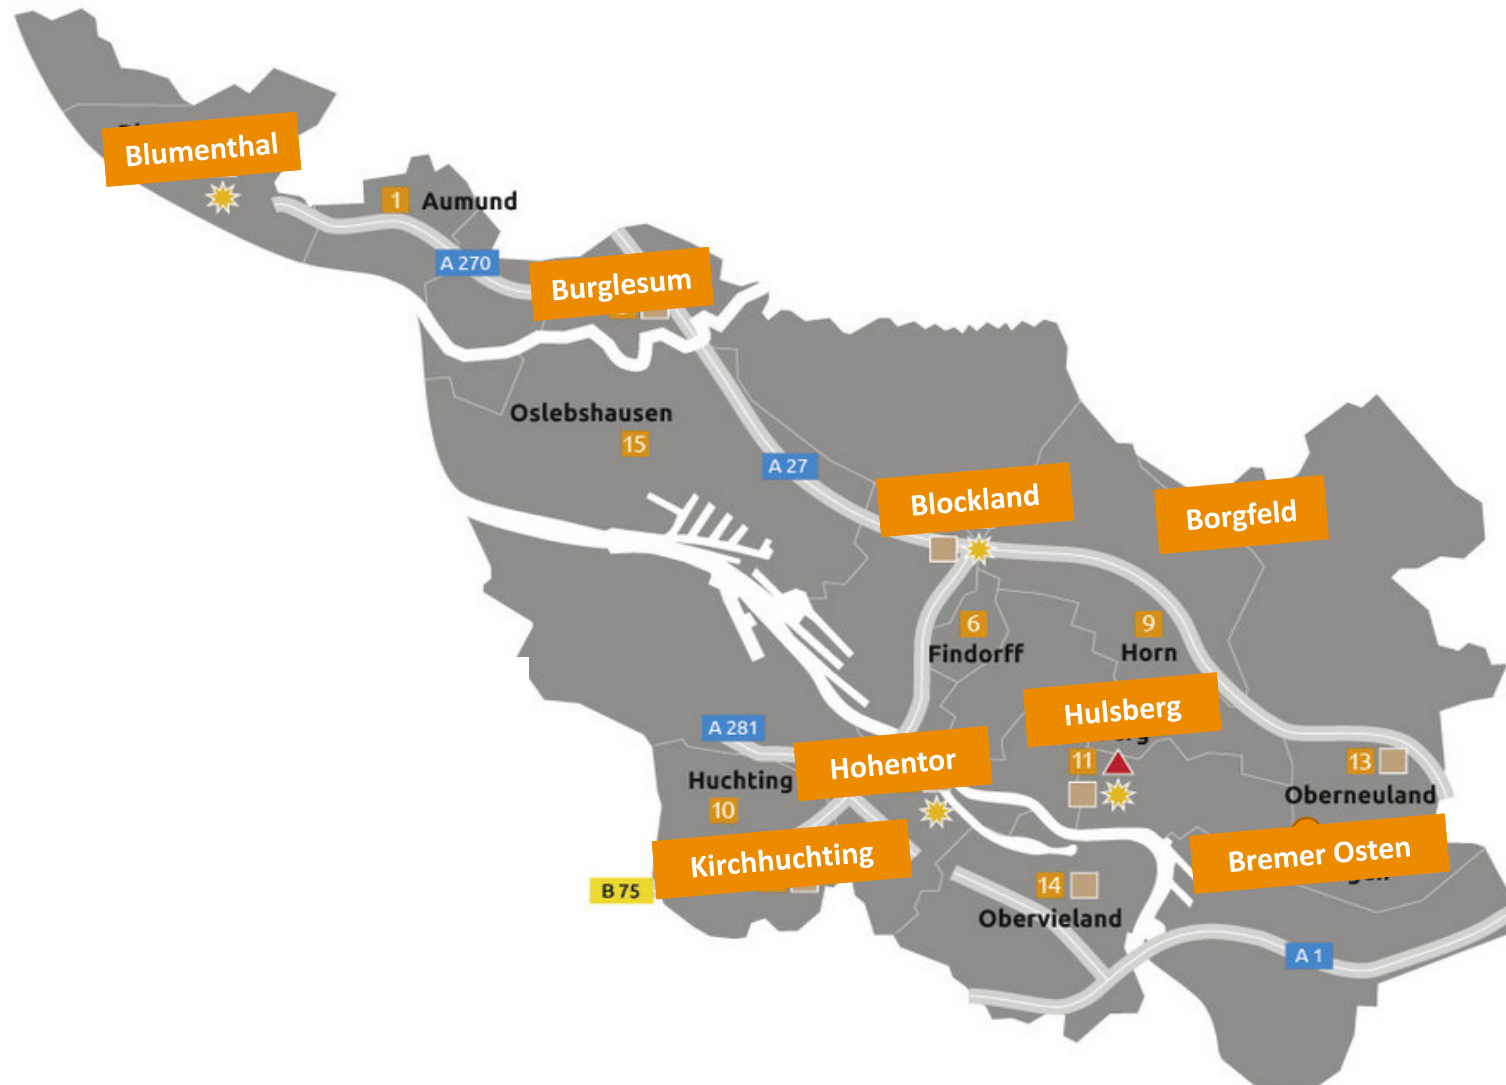 Blumenthal
1 Aumund
A 270
Burglesum
Oslebshausen
15
A 27
Blockland
Borgfeld
6
Findorff
9
Horn
Hulsberg
A 281
Hohentor
11
13
Huchting
10
Oberneuland
Kirchhuchting
Bremer Osten
B 75
14
Obervieland
A 1